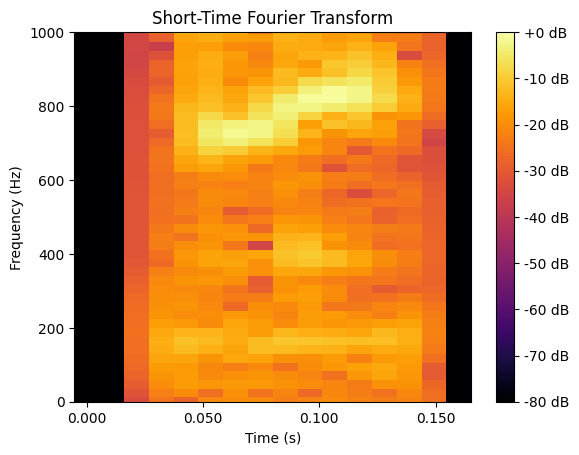 Short-Time Fourier Transform
1000
800
600
400
200
0
Frequency (Hz)
0.000
0.050
0.100
0.150
Time (s)
+0 dB
-10 dB
-20 dB
-30 dB
-40 dB
-50 dB
-60 dB
-70 dB
-80 dB